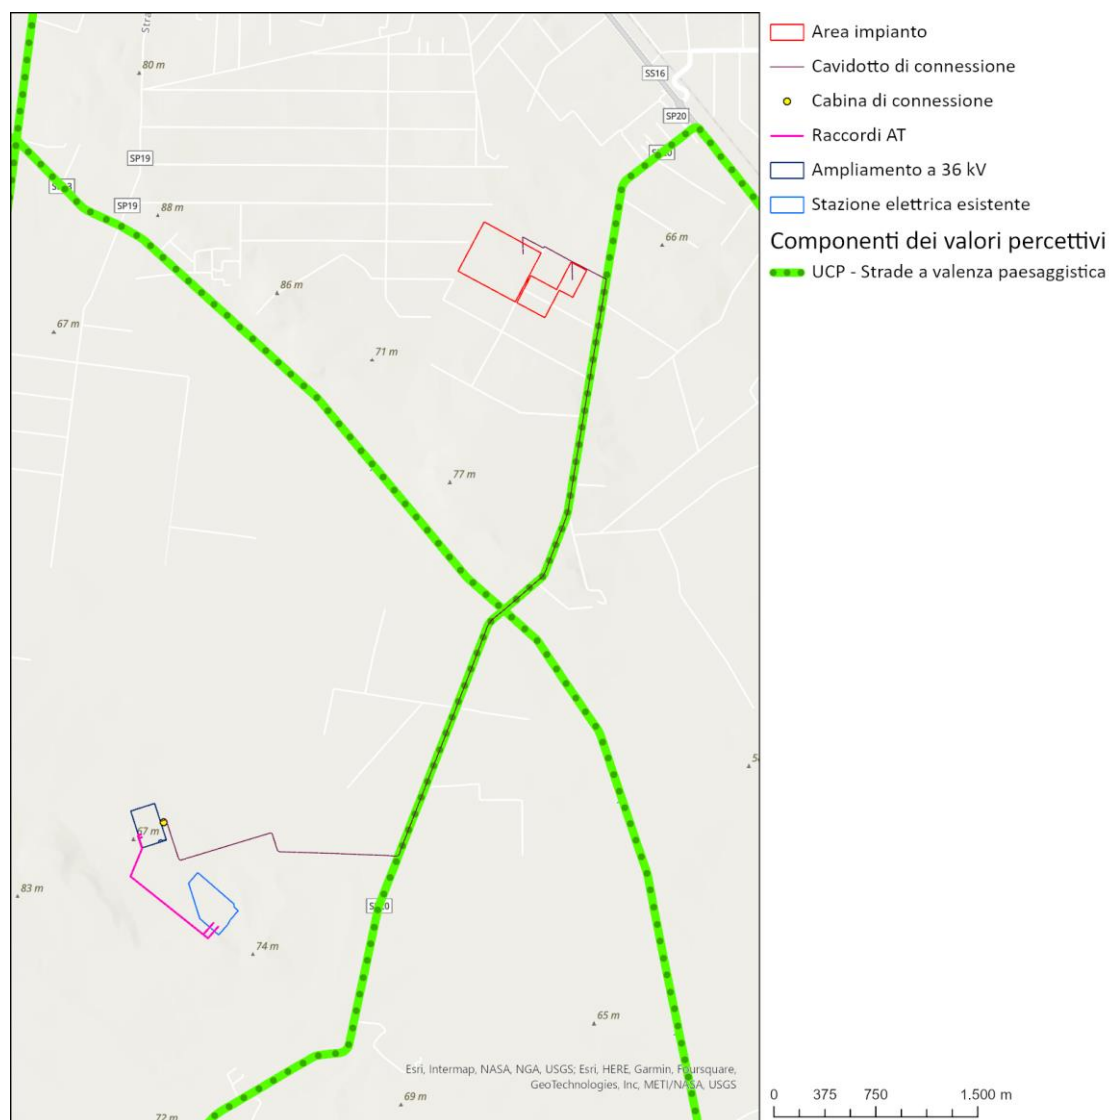 Stra
80 m
SS16
SP20
SP19
SP19
88 m
66 m
86 m
67 m
71 m
77 m
67 m
83 m
74 m
65 m
69 m
72 m
Esri, Intermap, NASA, NGA, USGS; Esri, HERE, Garmin, Foursquare,
GeoTechnologies, Inc, METI/NASA, USGS
Area impianto
Cavidotto di connessione
Cabina di connessione
Raccordi AT
Ampliamento a 36 kV
Stazione elettrica esistente
Componenti dei valori percettivi
UCP - Strade a valenza paesaggistica
0 375 750 1.500 m